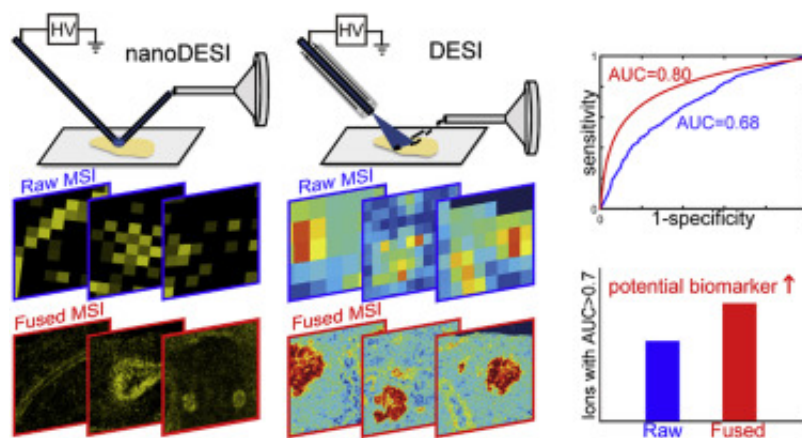 HV
nanoDESI
HV
DESI
Raw MSI
Raw MSI
Fused MSI
Fused MSI
1
AUC=0.80
AUC=0.68
sensitivity
0
1-specificity
1
potential biomarker ↑
Ions with AUC>0.7
Raw
Fused